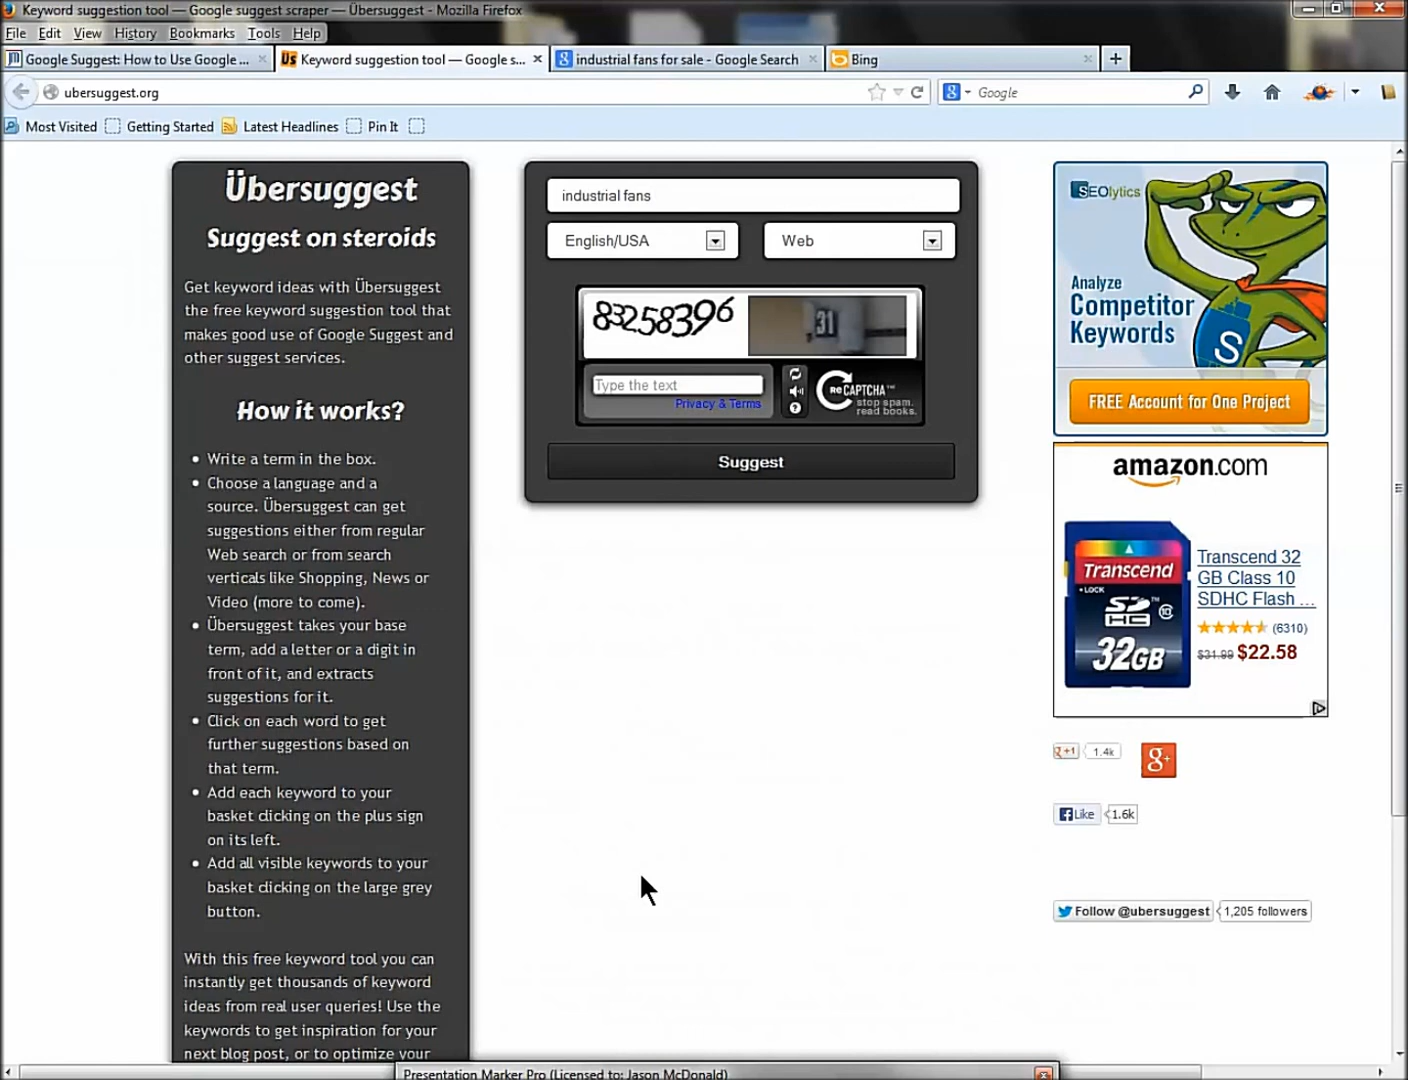 Keyword suggestion tool — Google suggest scraper — Übersuggest - Mozilla Firefox
File Edit View History Bookmarks Tools Help
Google Suggest: How to Use Google ...
Keyword suggestion tool — Google s...
industrial fans for sale - Google Search
Bing
ubersuggest.org
Google
Most Visited Getting Started Latest Headlines Pin It
Übersuggest
Suggest on steroids
Get keyword ideas with Übersuggest
the free keyword suggestion tool that
makes good use of Google Suggest and
other suggest services.
How it works?
Write a term in the box.
Choose a language and a
source. Übersuggest can get
suggestions either from regular
Web search or from search
verticals like Shopping, News or
Video (more to come).
Übersuggest takes your base
term, add a letter or a digit in
front of it, and extracts
suggestions for it.
Click on each word to get
further suggestions based on
that term.
Add each keyword to your
basket clicking on the plus sign
on its left.
Add all visible keywords to your
basket clicking on the large grey
button.
With this free keyword tool you can
instantly get thousands of keyword
ideas from real user queries! Use the
keywords to get inspiration for your
next blog post, or to optimize your
industrial fans
English/USA
Web
83258396
31
Type the text
Privacy & Terms
reCAPTCHA™
stop spam.
read books.
Suggest
SEOlytics
Analyze
Competitor
Keywords
S
FREE Account for One Project
amazon.com
Transcend
LOCK
SD
HC
32GB
Transcend 32
GB Class 10
SDHC Flash ...
(6310)
$31.99 $22.58
g+1 1.4k
g+
Like 1.6k
Follow @ubersuggest 1,205 followers
Presentation Marker Pro (Licensed to: Jason McDonald)